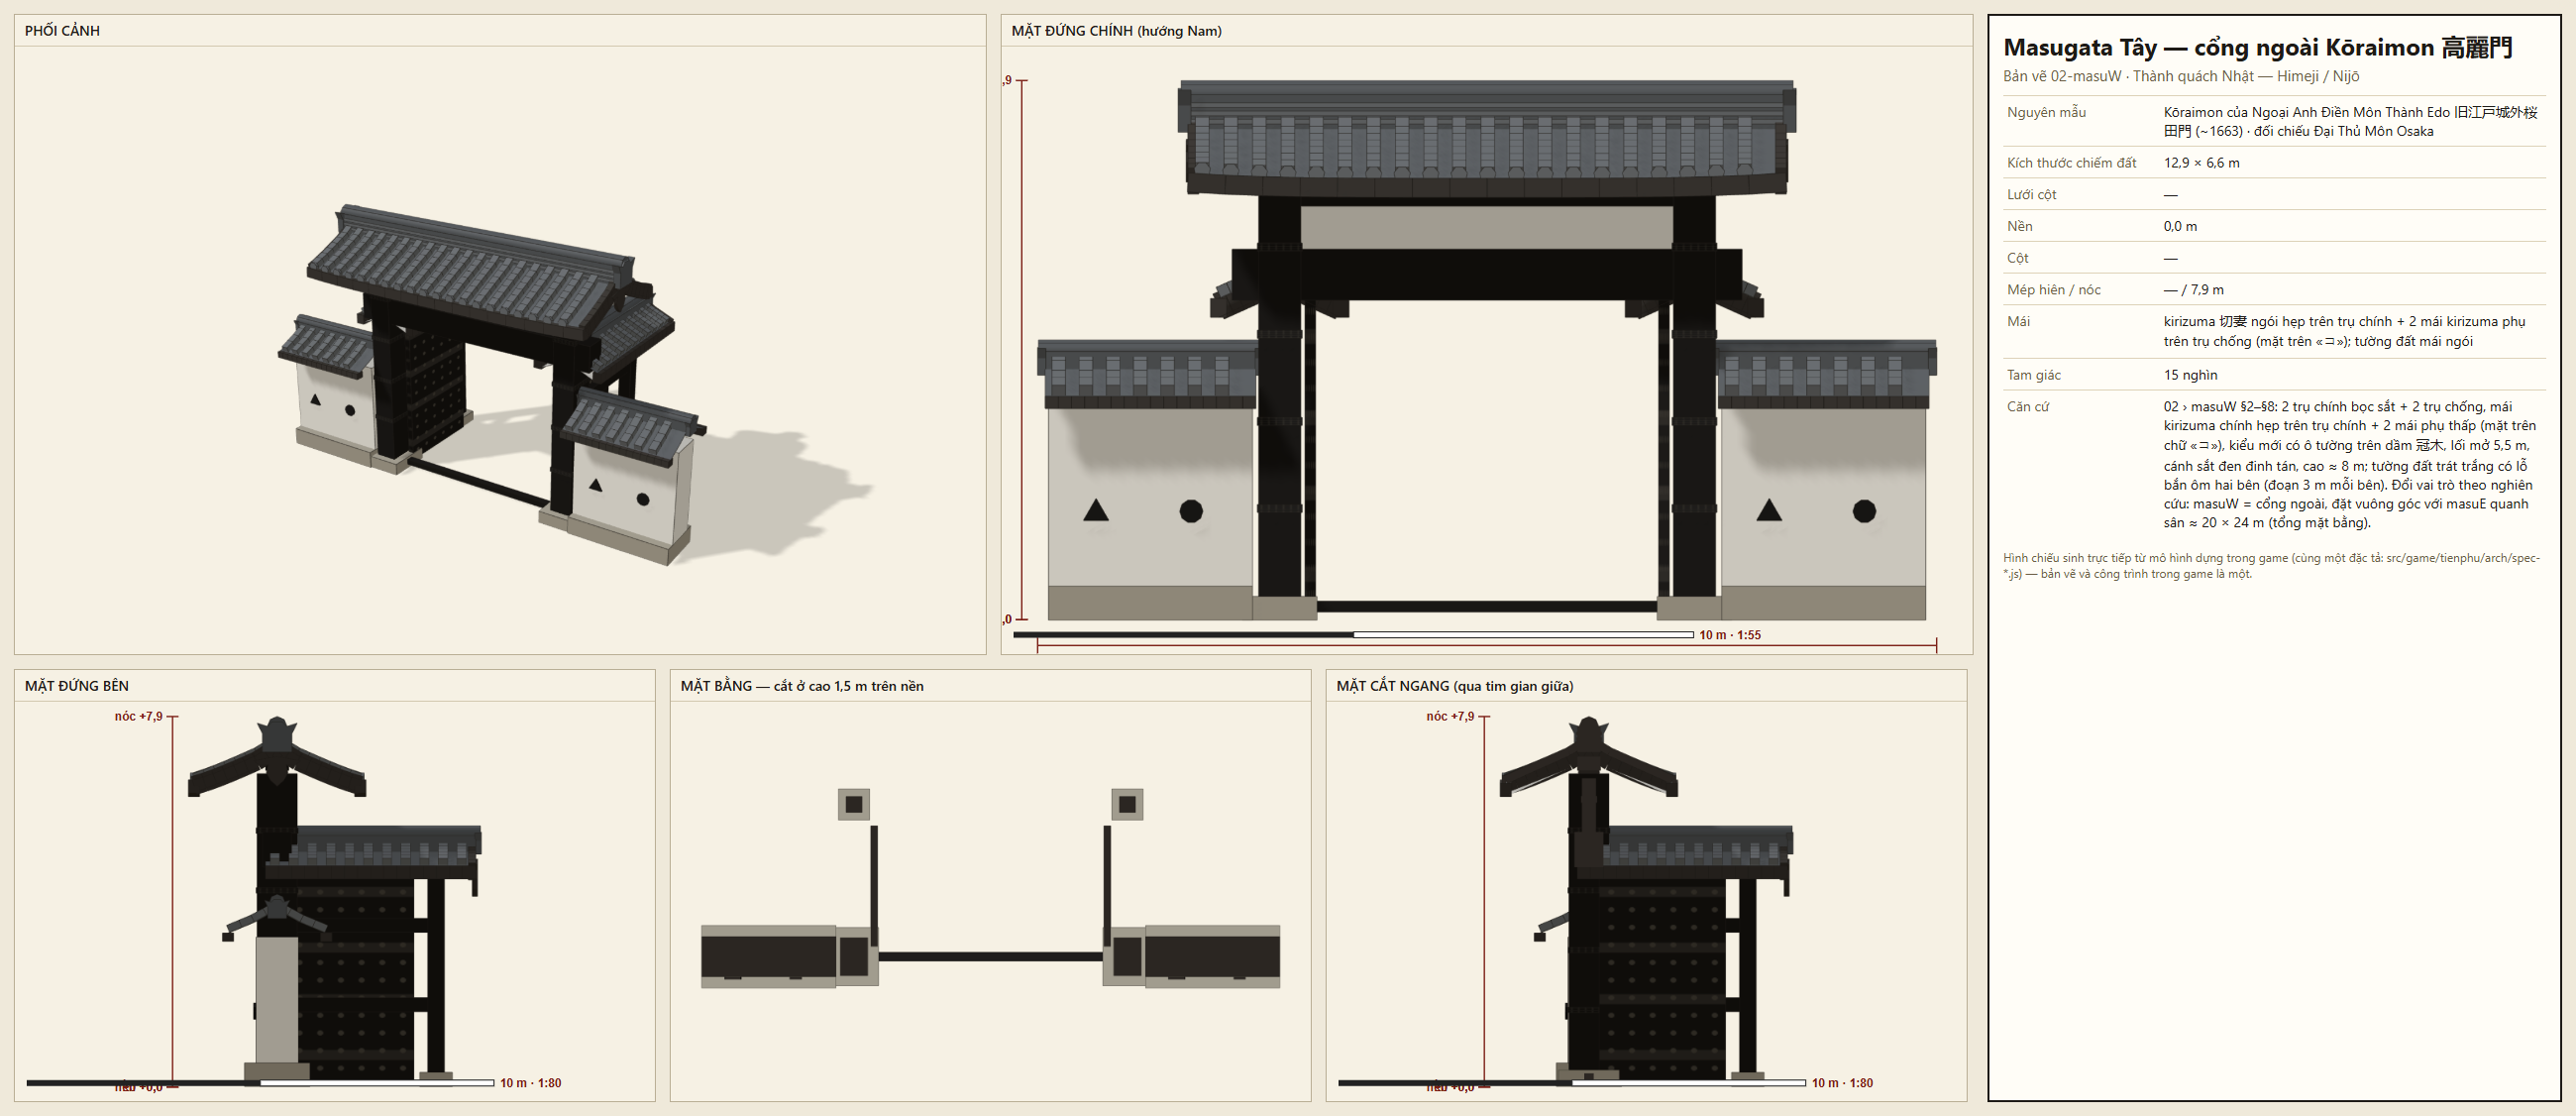 PHỐI CẢNH
MẶT ĐỨNG CHÍNH (hướng Nam)
,9
,0
10 m · 1:55
MẶT ĐỨNG BÊN
nóc +7,9
10 m · 1:80
MẶT BẰNG — cắt ở cao 1,5 m trên nền
MẶT CẮT NGANG (qua tim gian giữa)
nóc +7,9
10 m · 1:80
Masugata Tây — cổng ngoài Kōraimon 高麗門
Bản vẽ 02-masuW · Thành quách Nhật — Himeji / Nijō
Nguyên mẫu
Kōraimon của Ngoại Anh Điền Môn Thành Edo 旧江戸城外桜
田門 (~1663) · đối chiếu Đại Thủ Môn Osaka
Kích thước chiếm đất
12,9 × 6,6 m
Lưới cột
—
Nền
0,0 m
Cột
—
Mép hiên / nóc
— / 7,9 m
Mái
kirizuma 切妻 ngói hẹp trên trụ chính + 2 mái kirizuma phụ
trên trụ chống (mặt trên «コ»); tường đất mái ngói
Tam giác
15 nghìn
Căn cứ
02 › masuW §2–§8: 2 trụ chính bọc sắt + 2 trụ chống, mái
kirizuma chính hẹp trên trụ chính + 2 mái phụ thấp (mặt trên
chữ «コ»), kiểu mới có ô tường trên dầm 冠木, lối mở 5,5 m,
cánh sắt đen đinh tán, cao ≈ 8 m; tường đất trát trắng có lỗ
bắn ôm hai bên (đoạn 3 m mỗi bên). Đổi vai trò theo nghiên
cứu: masuW = cổng ngoài, đặt vuông góc với masuE quanh
sân ≈ 20 × 24 m (tổng mặt bằng).
Hình chiếu sinh trực tiếp từ mô hình dựng trong game (cùng một đặc tả: src/game/tienphu/arch/spec-
*.js) — bản vẽ và công trình trong game là một.